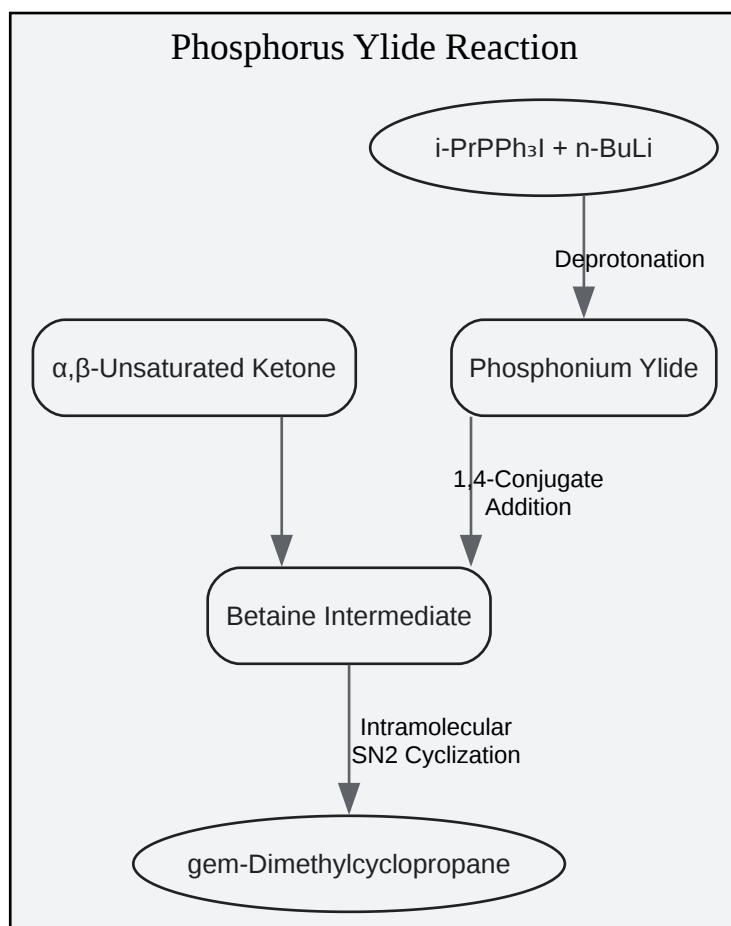 Phosphorus Ylide Reaction
i-PrPPh₃I + n-BuLi
Deprotonation
α,β-Unsaturated Ketone
Phosphonium Ylide
1,4-Conjugate
Addition
Betaine Intermediate
Intramolecular
SN2 Cyclization
gem-Dimethylcyclopropane